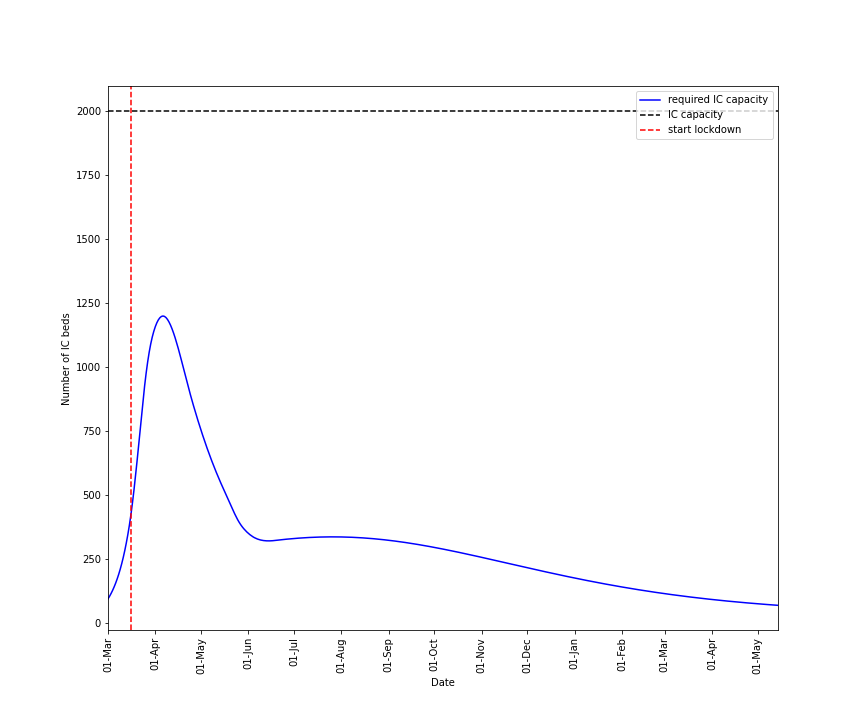 required IC capacity
IC capacity
start lockdown
2000
1750
1500
1250
1000
750
500
250
0
Number of IC beds
01-Mar
01-Apr
01-May
01-Jun
01-Jul
01-Aug
01-Sep
01-Oct
01-Nov
01-Dec
01-Jan
01-Feb
01-Mar
01-Apr
01-May
Date